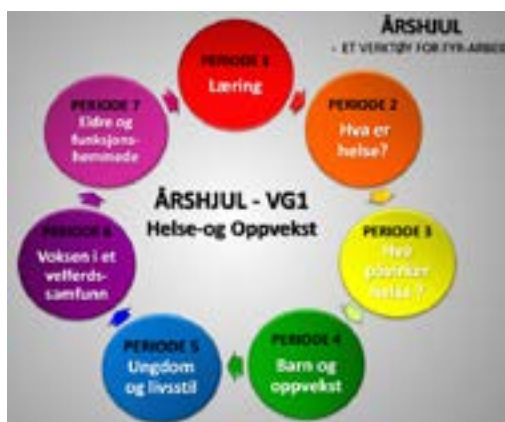 ÅRSHJUL
- ET VERKTØY FOR FYR-ARBEID
PERIODE 1
Læring
PERIODE 2
Hva er
helse?
PERIODE 3
Hva
påvirker
helse ?
PERIODE 4
Barn og
oppvekst
PERIODE 5
Ungdom
og livsstil
PERIODE 6
Voksen i et
velferds-
samfunn
PERIODE 7
Eldre og
funksjons-
hemmede
ÅRSHJUL - VG1
Helse-og Oppvekst